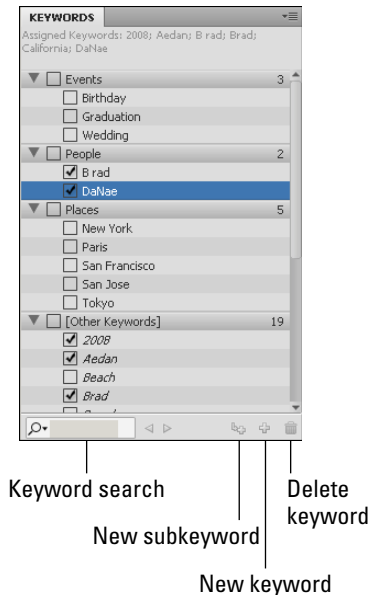 KEYWORDS
Assigned Keywords: 2008; Aedan; B rad; Brad;
California; DaNae
Events 3
Birthday
Graduation
Wedding
People 2
B rad
DaNae
Places 5
New York
Paris
San Francisco
San Jose
Tokyo
[Other Keywords] 19
2008
Aedan
Beach
Brad
Keyword search
Delete
keyword
New subkeyword
New keyword